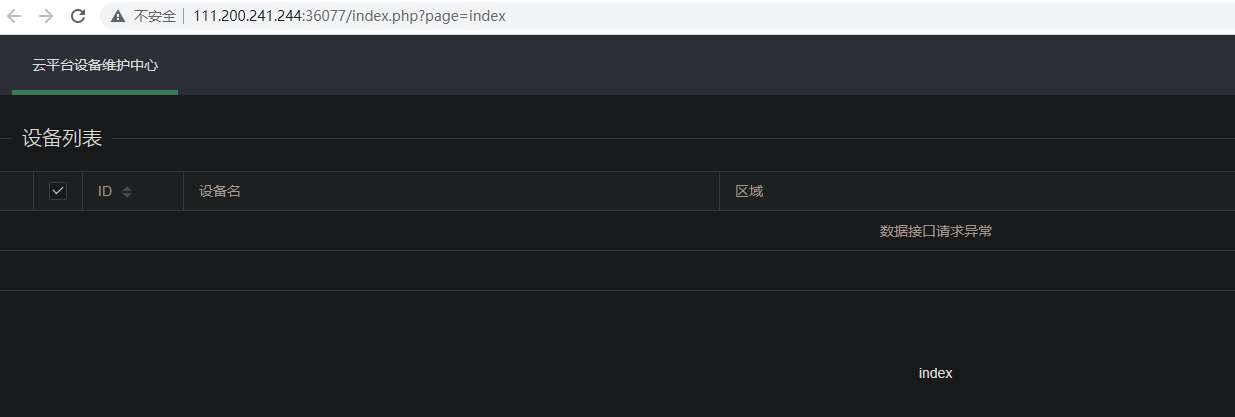 不安全 111.200.241.244:36077/index.php?page=index
云平台设备维护中心
设备列表
ID 设备名 区域
数据接口请求异常
index